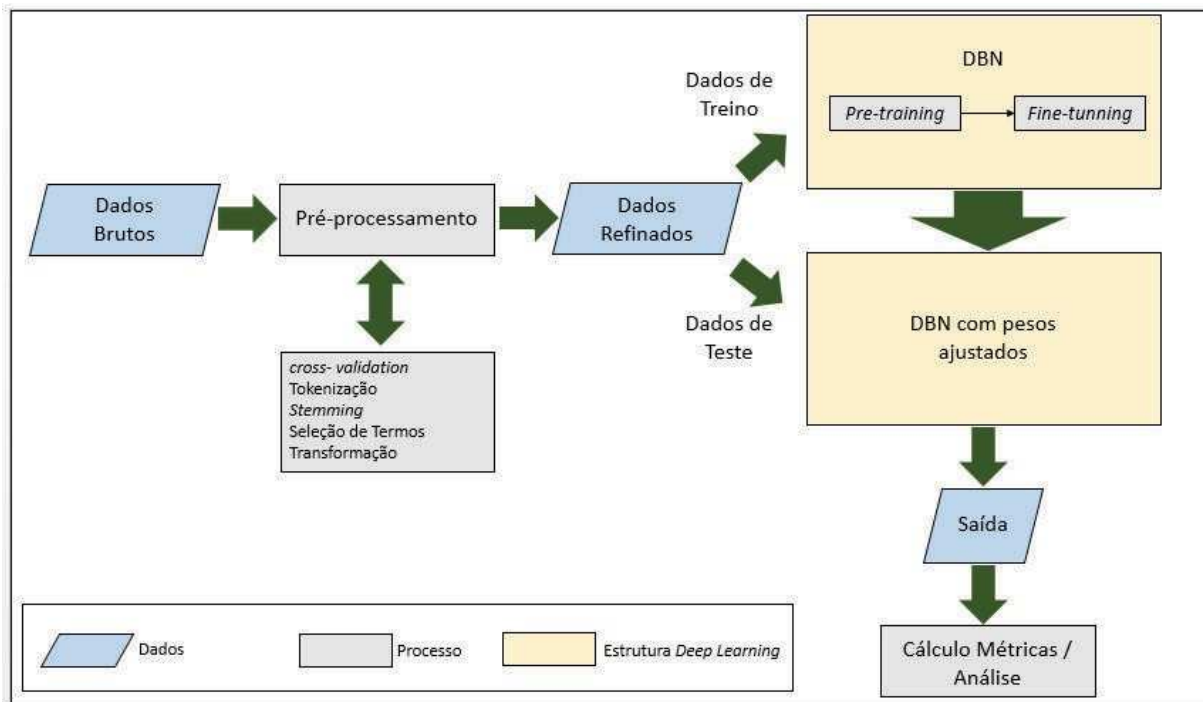 Dados
Brutos
Pré-processamento
cross- validation
Tokenização
Stemming
Seleção de Termos
Transformação
Dados
Refinados
Dados de
Treino
Dados de
Teste
DBN
Pre-training
Fine-tunning
DBN com pesos
ajustados
Saída
Cálculo Métricas /
Análise
Dados
Processo
Estrutura Deep Learning